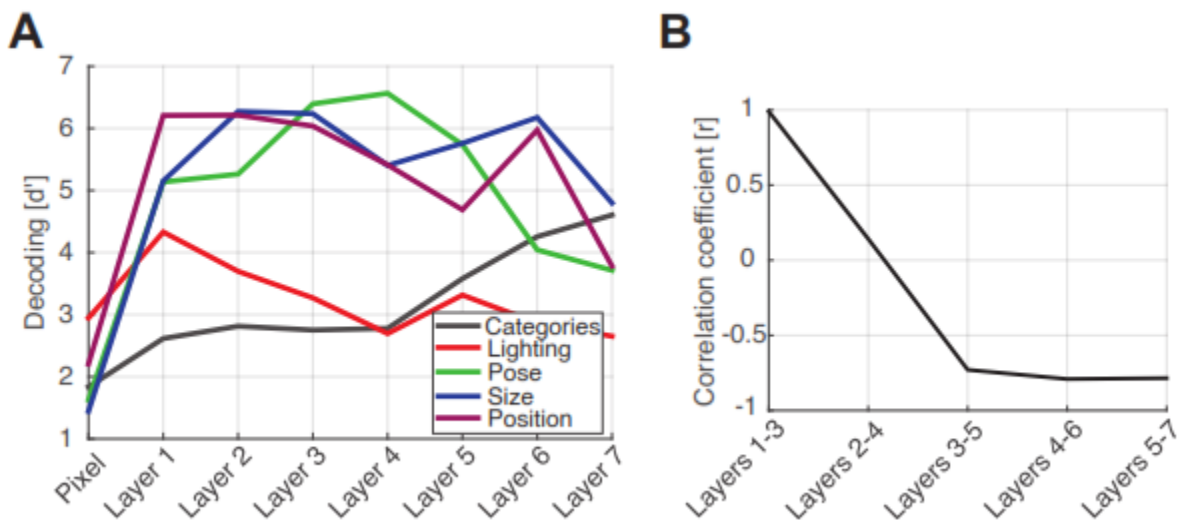 A
7
6
5
4
3
2
1
Decoding [d']
Categories
Lighting
Pose
Size
Position
Pixel
Layer 1
Layer 2
Layer 3
Layer 4
Layer 5
Layer 6
Layer 7
B
1
0.5
0
-0.5
-1
Correlation coefficient [r]
Layers 1-3
Layers 2-4
Layers 3-5
Layers 4-6
Layers 5-7